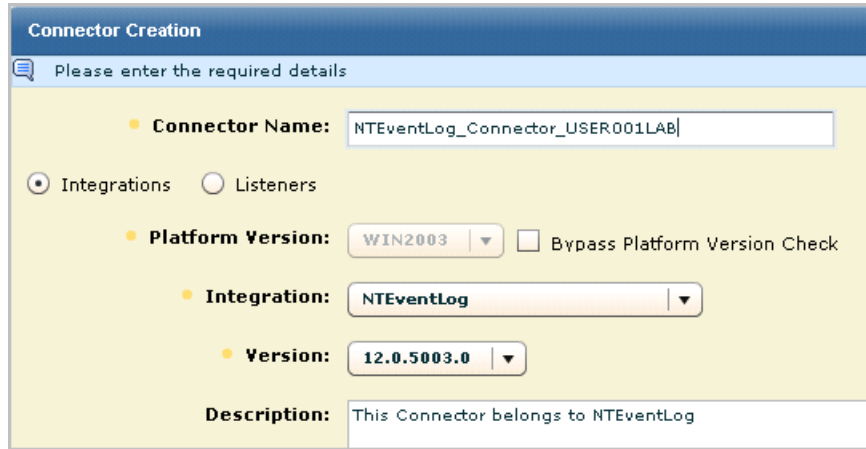 Connector Creation
Please enter the required details
Connector Name: NTEventLog_Connector_USER001LAB
Integrations Listeners
Platform Version: WIN2003 Bypass Platform Version Check
Integration: NTEventLog
Version: 12.0.5003.0
Description: This Connector belongs to NTEventLog